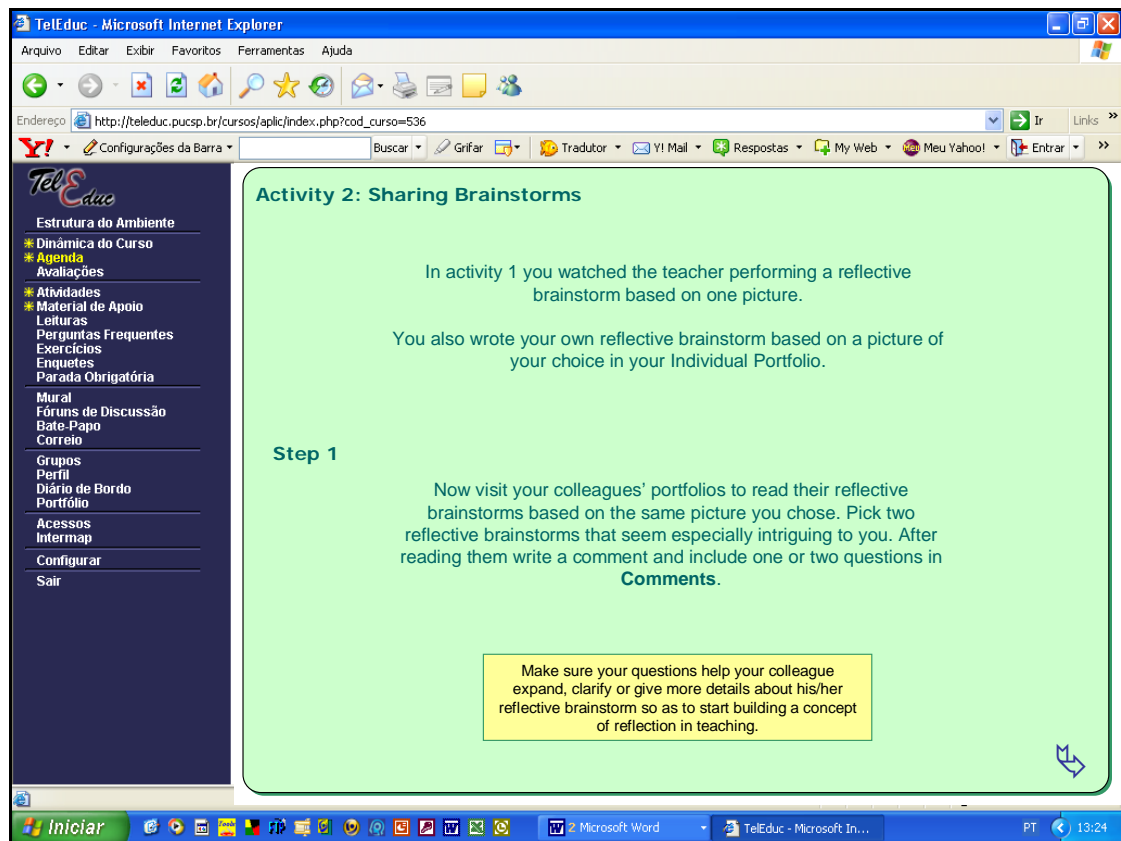 TelEduc - Microsoft Internet Explorer
Arquivo Editar Exibir Favoritos Ferramentas Ajuda
Endereço http://teleduc.pucsp.br/cursos/aplic/index.php?cod_curso=536 Ir Links »
Y! Configurações da Barra Buscar Grifar Tradutor Y! Mail Respostas My Web Meu Yahoo! Entrar »
TelEduc
Estrutura do Ambiente
Dinâmica do Curso
Agenda
Avaliações
Atividades
Material de Apoio
Leituras
Perguntas Frequentes
Exercícios
Enquetes
Parada Obrigatória
Mural
Fóruns de Discussão
Bate-Papo
Correio
Grupos
Perfil
Diário de Bordo
Portfólio
Acessos
Intermap
Configurar
Sair
Activity 2: Sharing Brainstorms
In activity 1 you watched the teacher performing a reflective
brainstorm based on one picture.
You also wrote your own reflective brainstorm based on a picture of
your choice in your Individual Portfolio.
Step 1
Now visit your colleagues’ portfolios to read their reflective
brainstorms based on the same picture you chose. Pick two
reflective brainstorms that seem especially intriguing to you. After
reading them write a comment and include one or two questions in
Comments.
Make sure your questions help your colleague
expand, clarify or give more details about his/her
reflective brainstorm so as to start building a concept
of reflection in teaching.
Iniciar 2 Microsoft Word TelEduc - Microsoft In... PT 13:24